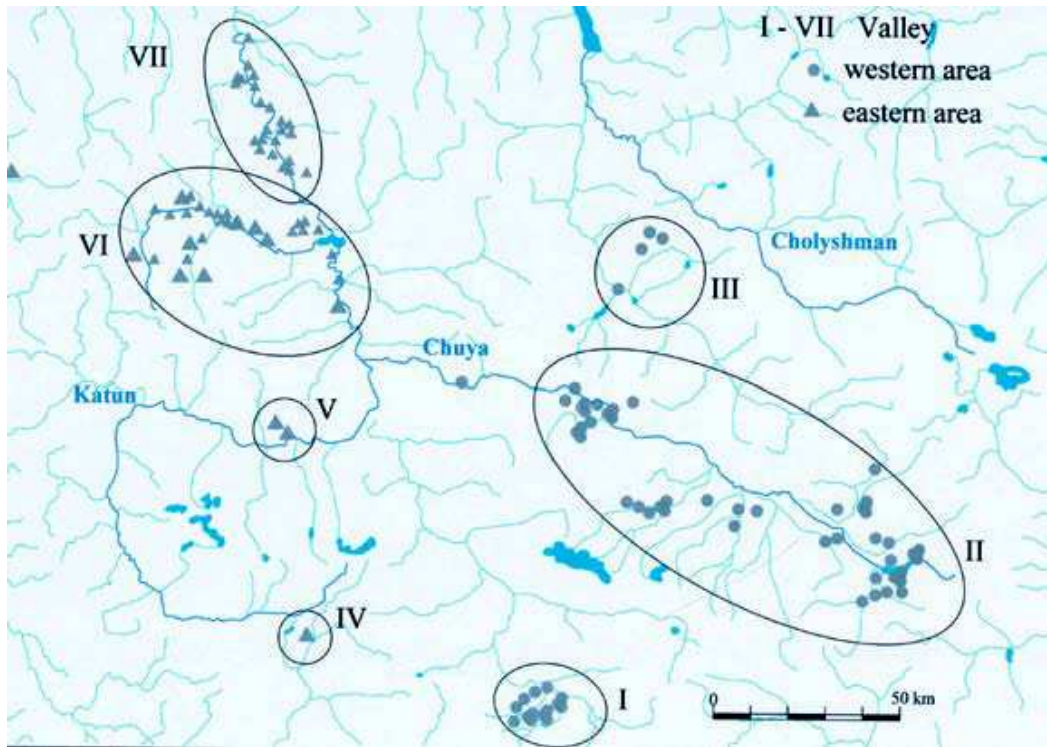 I - VII Valley
western area
eastern area
VII
VI
Cholyshman
III
Chuya
Katun
V
II
IV
I
0 50 km